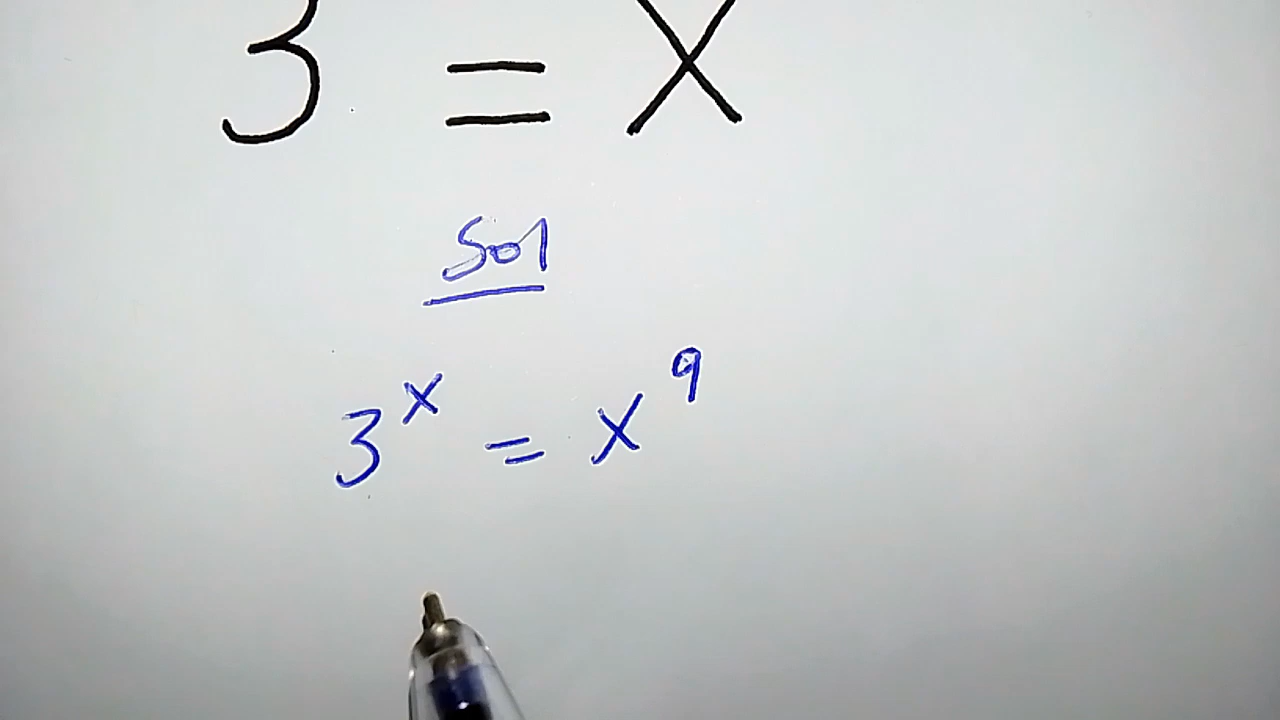 3 = X
Sol
3^x = x^9